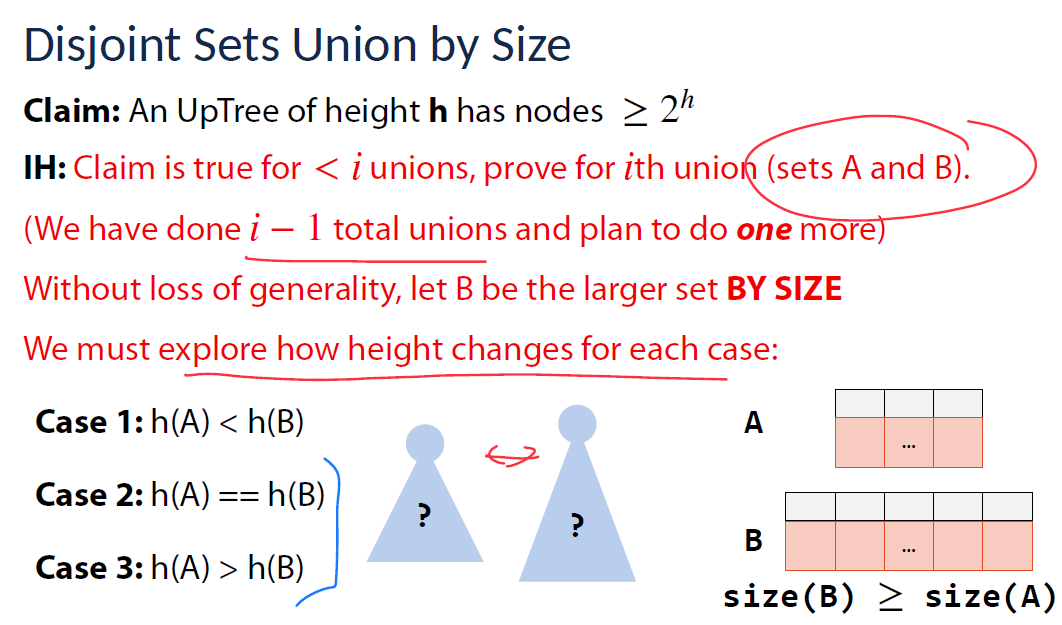 Disjoint Sets Union by Size
Claim: An UpTree of height h has nodes ≥ 2^h
IH: Claim is true for < i unions, prove for ith union (sets A and B).
(We have done i − 1 total unions and plan to do one more)
Without loss of generality, let B be the larger set BY SIZE
We must explore how height changes for each case:
Case 1: h(A) < h(B)
Case 2: h(A) == h(B)
Case 3: h(A) > h(B)
?
?
A
...
B
...
size(B) ≥ size(A)